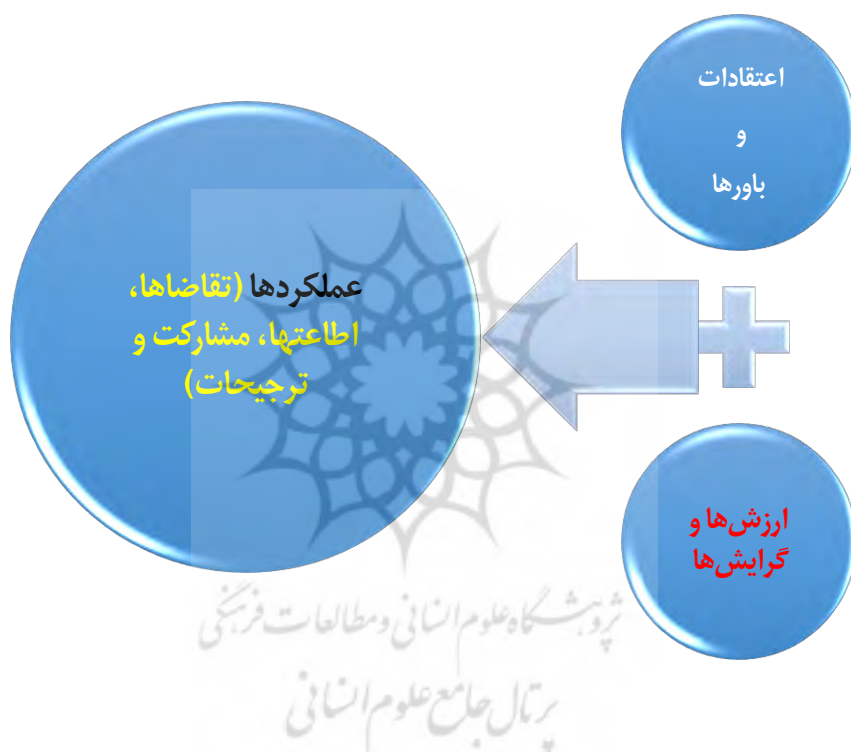 اعتقادات
و
باورها
عملکردها (تقاضاها،
اطاعتها، مشارکت و
ترجیحات)
ارزش‌ها و
گرایش‌ها
پژوهشگاه علوم انسانی و مطالعات فرهنگی
پرتال جامع علوم انسانی